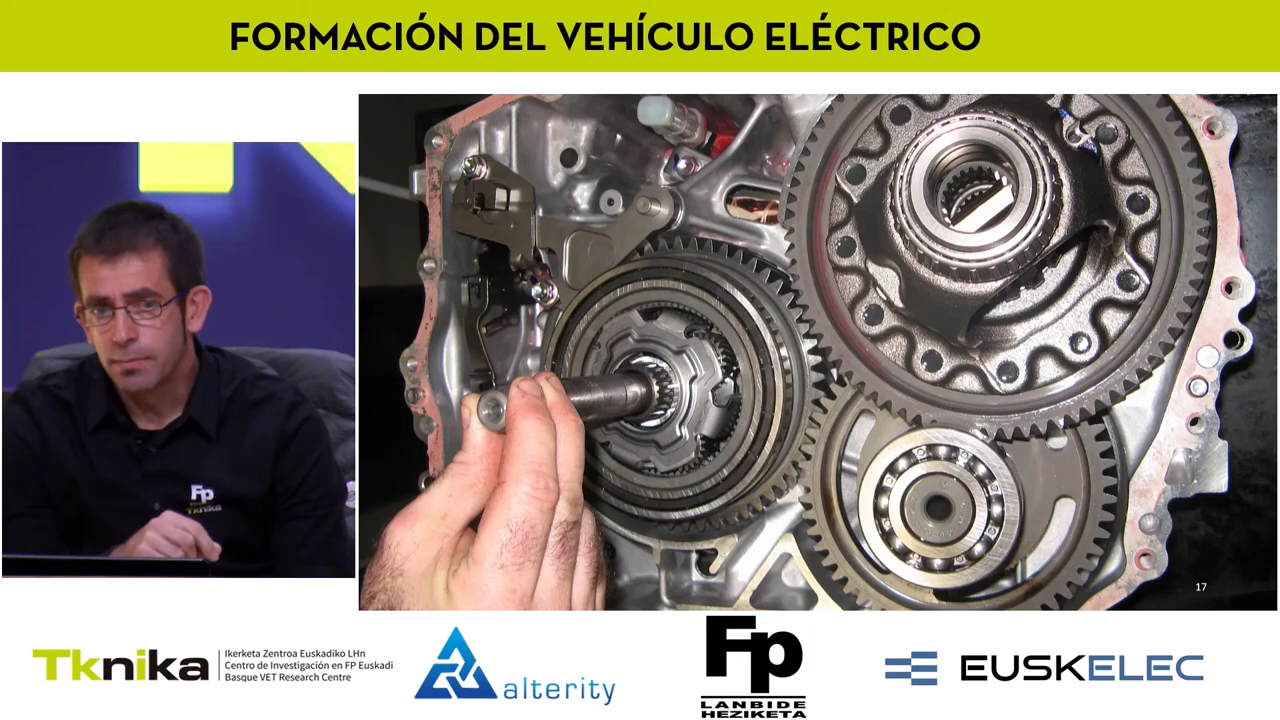 FORMACIÓN DEL VEHÍCULO ELÉCTRICO
Fp
Tknika
17
Tknika
Ikerketa Zentroa Euskadiko LHn
Centro de Investigación en FP Euskadi
Basque VET Research Centre
alterity
Fp
LANBIDE
HEZIKETA
EUSKELEC